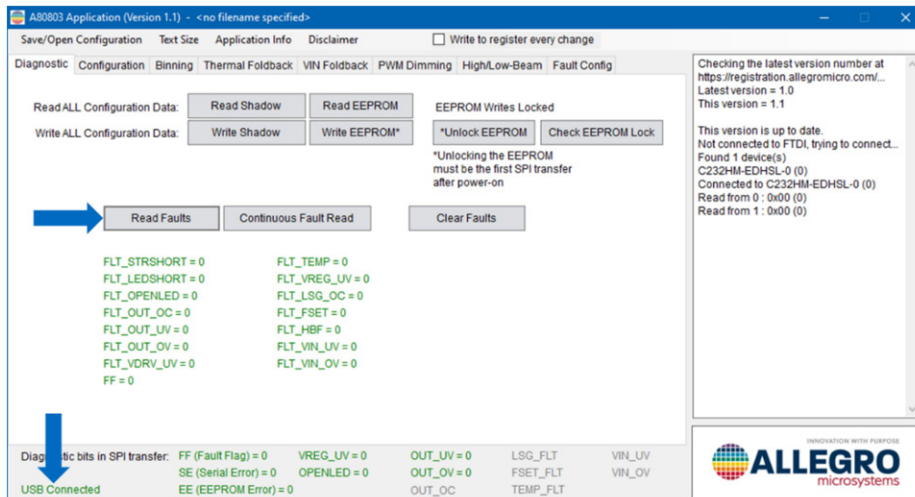 A80803 Application (Version 1.1) - <no filename specified>
Save/Open Configuration Text Size Application Info Disclaimer Write to register every change
Diagnostic Configuration Binning Thermal Foldback VIN Foldback PWM Dimming High/Low-Beam Fault Config
Read ALL Configuration Data: Read Shadow Read EEPROM EEPROM Writes Locked
Write ALL Configuration Data: Write Shadow Write EEPROM* *Unlock EEPROM Check EEPROM Lock
*Unlocking the EEPROM
must be the first SPI transfer
after power-on
Read Faults Continuous Fault Read Clear Faults
FLT_STRSHORT = 0 FLT_TEMP = 0
FLT_LEDSHORT = 0 FLT_VREG_UV = 0
FLT_OPENLED = 0 FLT_LSG_OC = 0
FLT_OUT_OC = 0 FLT_FSET = 0
FLT_OUT_UV = 0 FLT_HBF = 0
FLT_OUT_OV = 0 FLT_VIN_UV = 0
FLT_VDRV_UV = 0 FLT_VIN_OV = 0
FF = 0
Checking the latest version number at
https://registration.allegromicro.com/...
Latest version = 1.0
This version = 1.1
This version is up to date.
Not connected to FTDI, trying to connect...
Found 1 device(s)
C232HM-EDHSL-0 (0)
Connected to C232HM-EDHSL-0 (0)
Read from 0 : 0x00 (0)
Read from 1 : 0x00 (0)
Diagnostic bits in SPI transfer: FF (Fault Flag) = 0 VREG_UV = 0 OUT_UV = 0 LSG_FLT VIN_UV
SE (Serial Error) = 0 OPENLED = 0 OUT_OV = 0 FSET_FLT VIN_OV
USB Connected EE (EEPROM Error) = 0 OUT_OC TEMP_FLT
INNOVATION WITH PURPOSE
ALLEGRO
microsystems